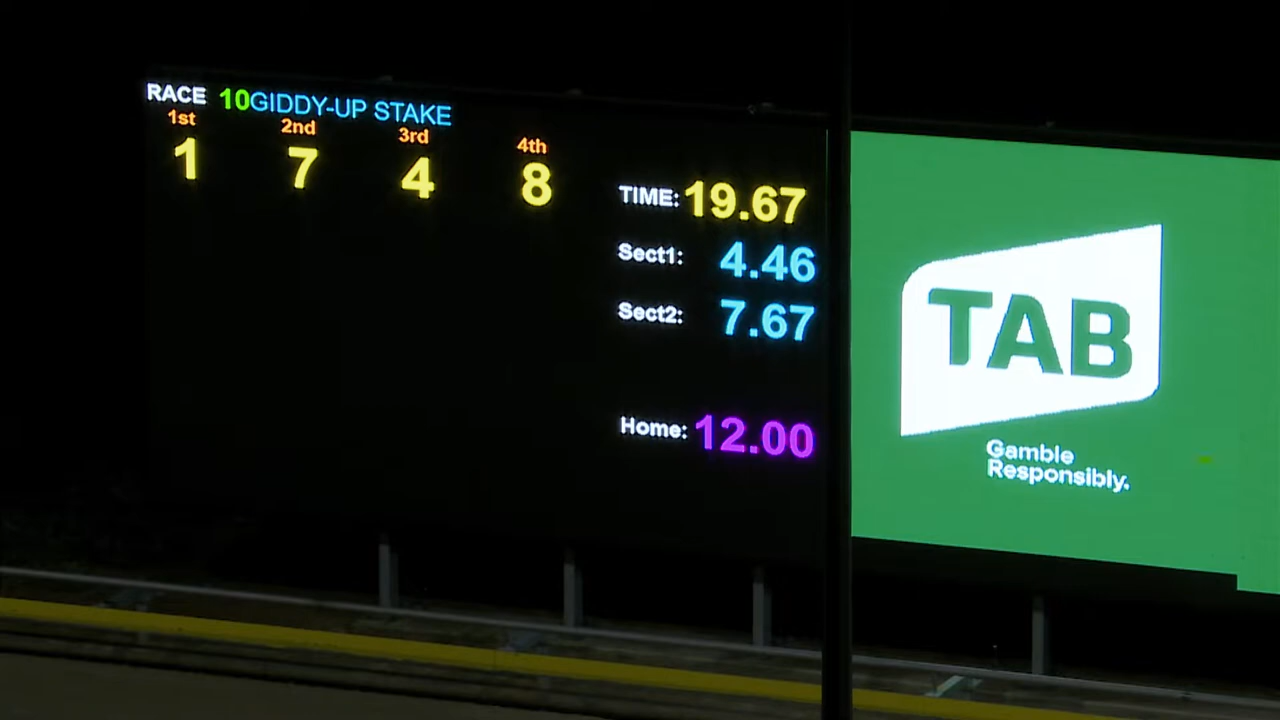 RACE 10GIDDY-UP STAKE
1st 2nd 3rd 4th
1 7 4 8
TIME: 19.67
Sect1: 4.46
Sect2: 7.67
Home: 12.00
TAB
Gamble
Responsibly.